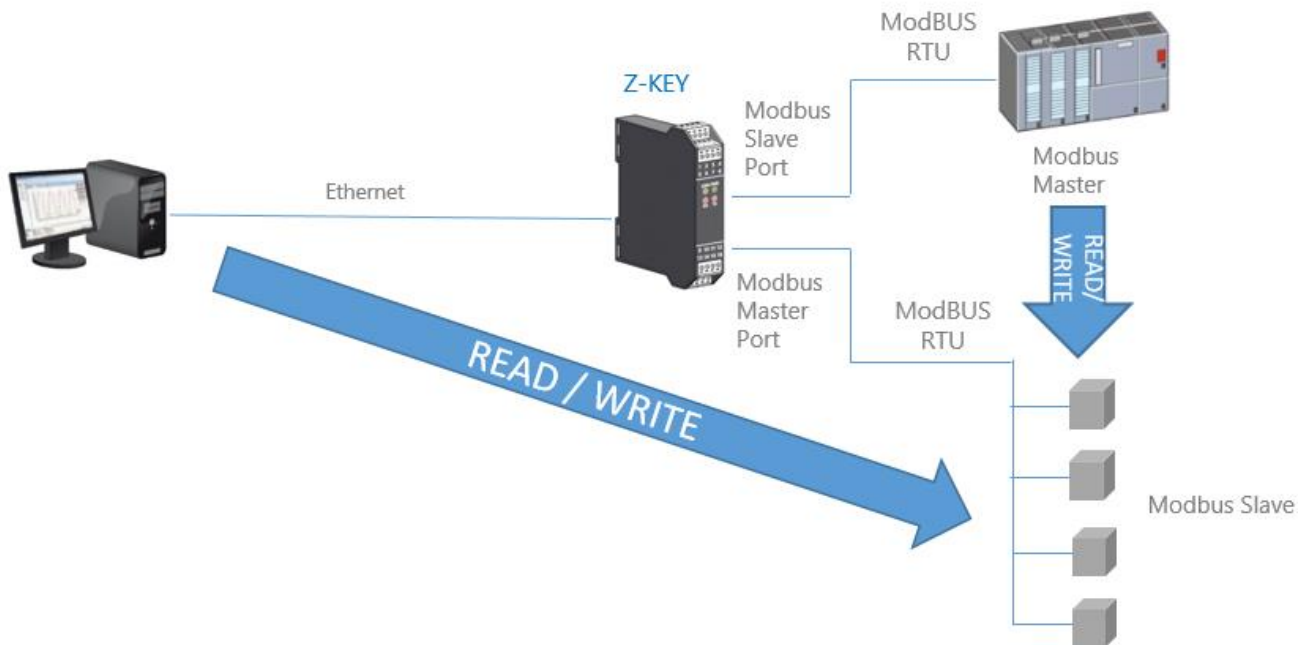 ModBUS
RTU
Z-KEY
Modbus
Slave
Port
Modbus
Master
Ethernet
READ/
WRITE
Modbus
Master
Port
ModBUS
RTU
READ / WRITE
Modbus Slave